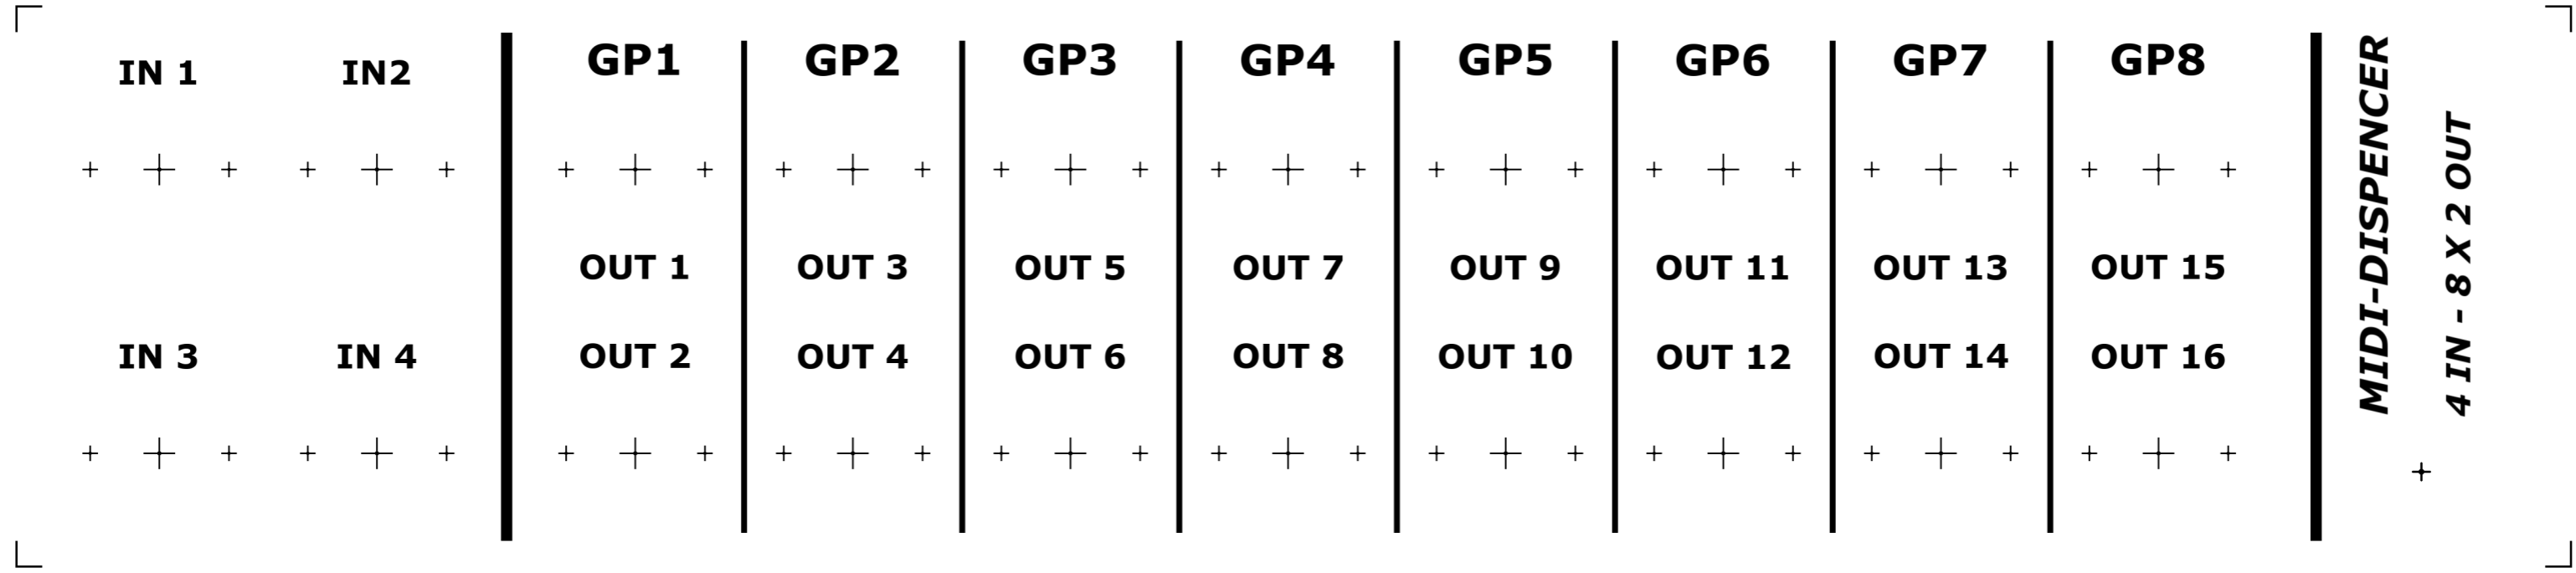 IN 1 IN2 GP1 GP2 GP3 GP4 GP5 GP6 GP7 GP8
OUT 1 OUT 3 OUT 5 OUT 7 OUT 9 OUT 11 OUT 13 OUT 15
IN 3 IN 4 OUT 2 OUT 4 OUT 6 OUT 8 OUT 10 OUT 12 OUT 14 OUT 16
MIDI-DISPENCER
4 IN - 8 X 2 OUT